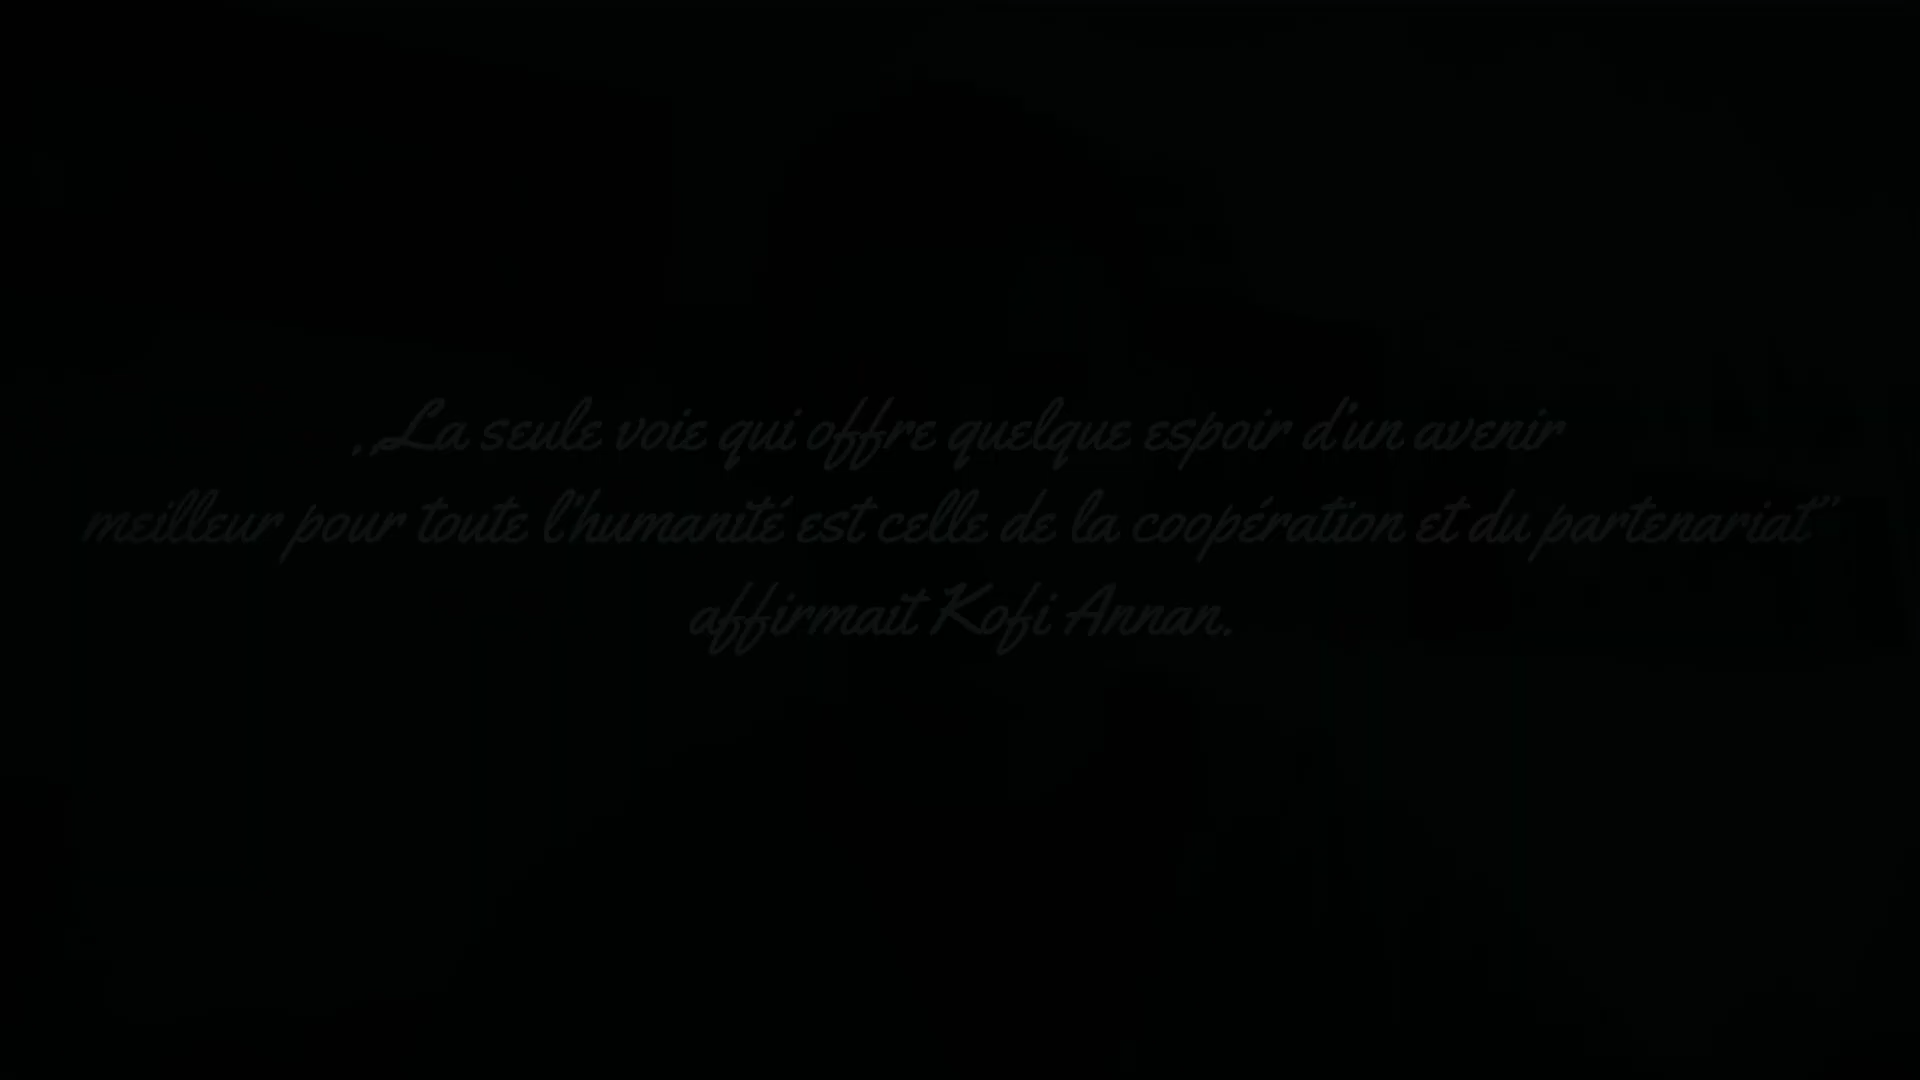 ,,La seule voie qui offre quelque espoir d'un avenir
meilleur pour toute l'humanité est celle de la coopération et du partenariat”
affirmait Kofi Annan.